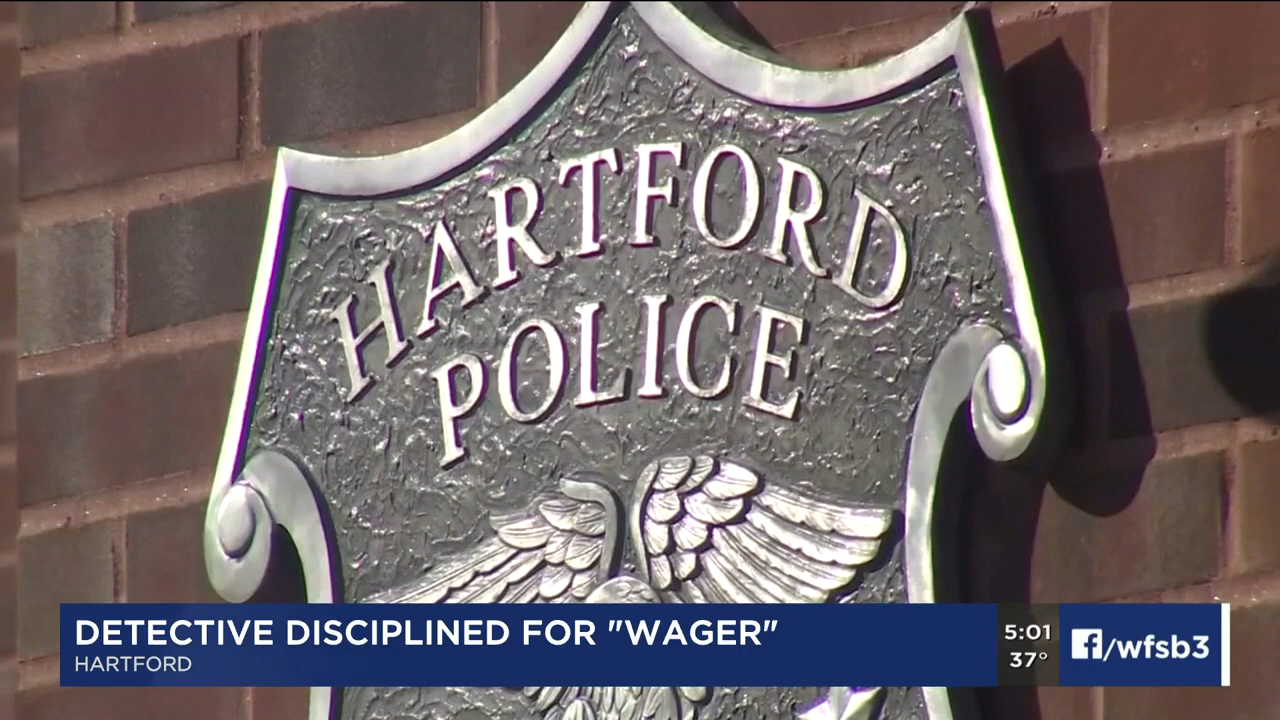 HARTFORD
POLICE
DETECTIVE DISCIPLINED FOR "WAGER"
HARTFORD
5:01
37°
f/wfsb3